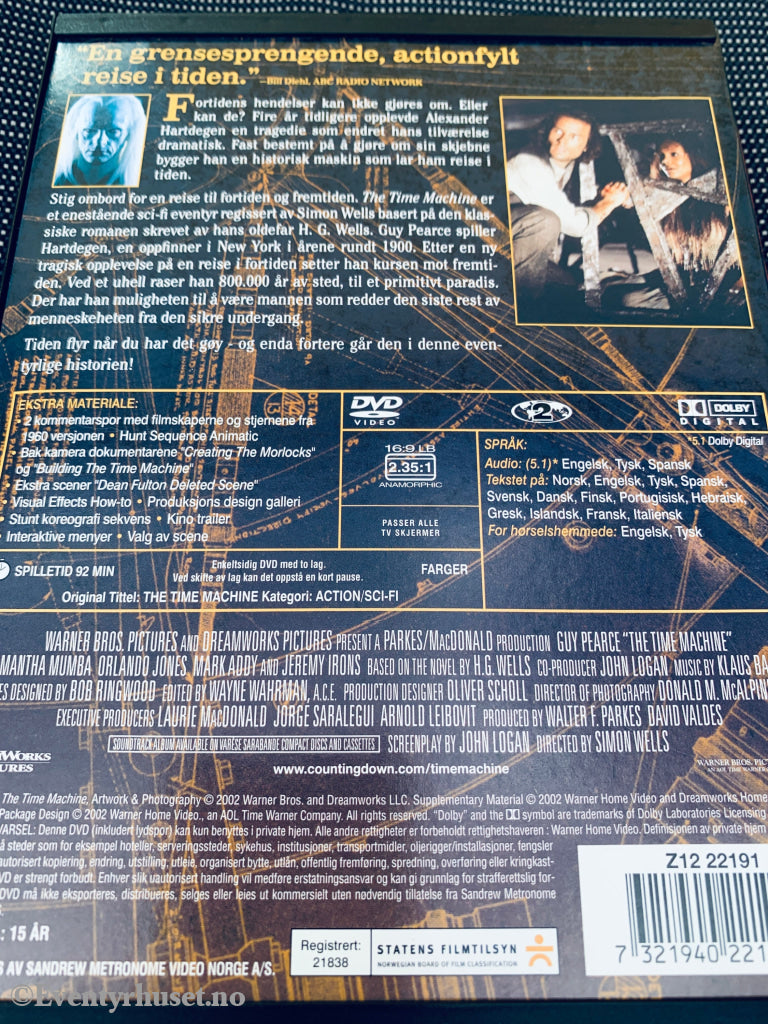 "En grensesprengende, actionfylt
reise i tiden."
–Bill Diehl, ABC RADIO NETWORK
Fortidens hendelser kan ikke gjøres om. Eller
kan de? Fire år tidligere opplevde Alexander
Hartdegen en tragedie som endret hans tilværelse
dramatisk. Fast bestemt på å gjøre om sin skjebne
bygger han en historisk maskin som lar ham reise i
tiden.
Stig ombord for en reise til fortiden og fremtiden. The Time Machine er
et enestående sci-fi eventyr regissert av Simon Wells basert på den klas-
siske romanen skrevet av hans oldefar H. G. Wells. Guy Pearce spiller
Hartdegen, en oppfinner i New York i årene rundt 1900. Etter en ny
tragisk opplevelse på en reise i fortiden setter han kursen mot fremti-
den. Ved et uhell raser han 800.000 år av sted, til et primitivt paradis.
Der har han muligheten til å være mannen som redder den siste rest av
menneskeheten fra den sikre undergang.
Tiden flyr når du har det gøy - og enda fortere går den i denne even-
tyrlige historien!
EKSTRA MATERIALE:
• 2 kommentarspor med filmskaperne og stjernene fra
1960 versjonen • Hunt Sequence Animatic
• Bak kamera dokumentarene "Creating The Morlocks"
og "Building The Time Machine"
• Ekstra scener "Dean Fulton Deleted Scene"
• Visual Effects How-to • Produksjons design galleri
• Stunt koreografi sekvens • Kino trailer
• Interaktive menyer • Valg av scene
DVD
VIDEO
2
DOLBY
DIGITAL
*5.1 Dolby Digital
16:9 LB
2.35:1
ANAMORPHIC
PASSER ALLE
TV SKJERMER
SPRÅK:
Audio: (5.1)* Engelsk, Tysk, Spansk
Tekstet på: Norsk, Engelsk, Tysk, Spansk,
Svensk, Dansk, Finsk, Portugisisk, Hebraisk,
Gresk, Islandsk, Fransk, Italiensk
For hørselshemmede: Engelsk, Tysk
SPILLETID 92 MIN
Enkeltsidig DVD med to lag.
Ved skifte av lag kan det oppstå en kort pause.
FARGER
Original Tittel: THE TIME MACHINE Kategori: ACTION/SCI-FI
WARNER BROS. PICTURES AND DREAMWORKS PICTURES PRESENT A PARKES/MACDONALD PRODUCTION GUY PEARCE "THE TIME MACHINE"
MANTHA MUMBA ORLANDO JONES MARK ADDY AND JEREMY IRONS BASED ON THE NOVEL BY H.G. WELLS CO-PRODUCER JOHN LOGAN MUSIC BY KLAUS BA
ES DESIGNED BY BOB RINGWOOD EDITED BY WAYNE WAHRMAN, A.C.E. PRODUCTION DESIGNER OLIVER SCHOLL DIRECTOR OF PHOTOGRAPHY DONALD M. McALPIN
EXECUTIVE PRODUCERS LAURIE MACDONALD JORGE SARALEGUI ARNOLD LEIBOVIT PRODUCED BY WALTER F. PARKES DAVID VALDES
SOUNDTRACK ALBUM AVAILABLE ON VARESE SARABANDE COMPACT DISCS AND CASSETTES SCREENPLAY BY JOHN LOGAN DIRECTED BY SIMON WELLS
WORKS
URES
www.countingdown.com/timemachine
WARNER BROS. PIC
AN AOL TIME WARNER COM
The Time Machine, Artwork & Photography © 2002 Warner Bros. and Dreamworks LLC. Supplementary Material © 2002 Warner Home Video and Dreamworks Home
Package Design © 2002 Warner Home Video., an AOL Time Warner Company. All rights reserved. "Dolby" and the DD symbol are trademarks of Dolby Laboratories Licensing
VARSEL: Denne DVD (inkludert lydspor) kan kun benyttes i private hjem. Alle andre rettigheter er forbeholdt rettighetshaveren : Warner Home Video. Definisjonen av private hjem
å steder som for eksempel hoteller, serveringssteder, sykehus, institusjoner, transportmidler, oljerigger/installasjoner, fengsler
autorisert kopiering, endring, utstilling, utleie, organisert bytte, utlån, offentlig fremføring, spredning, overføring eller kringkast-
VD er strengt forbudt. Enhver slik uautorisert handling vil medføre erstatningsansvar og kan gi grunnlag for strafferettslig for-
DVD må ikke eksporteres, distribueres, selges eller leies ut kommersielt uten nødvendig tillatelse fra Sandrew Metronome
: 15 ÅR
Registrert:
21838
STATENS FILMTILSYN
NORWEGIAN BOARD OF FILM CLASSIFICATION
Z12 22191
7 321940 221
S AV SANDREW METRONOME VIDEO NORGE A/S.
©Eventyrhuset.no